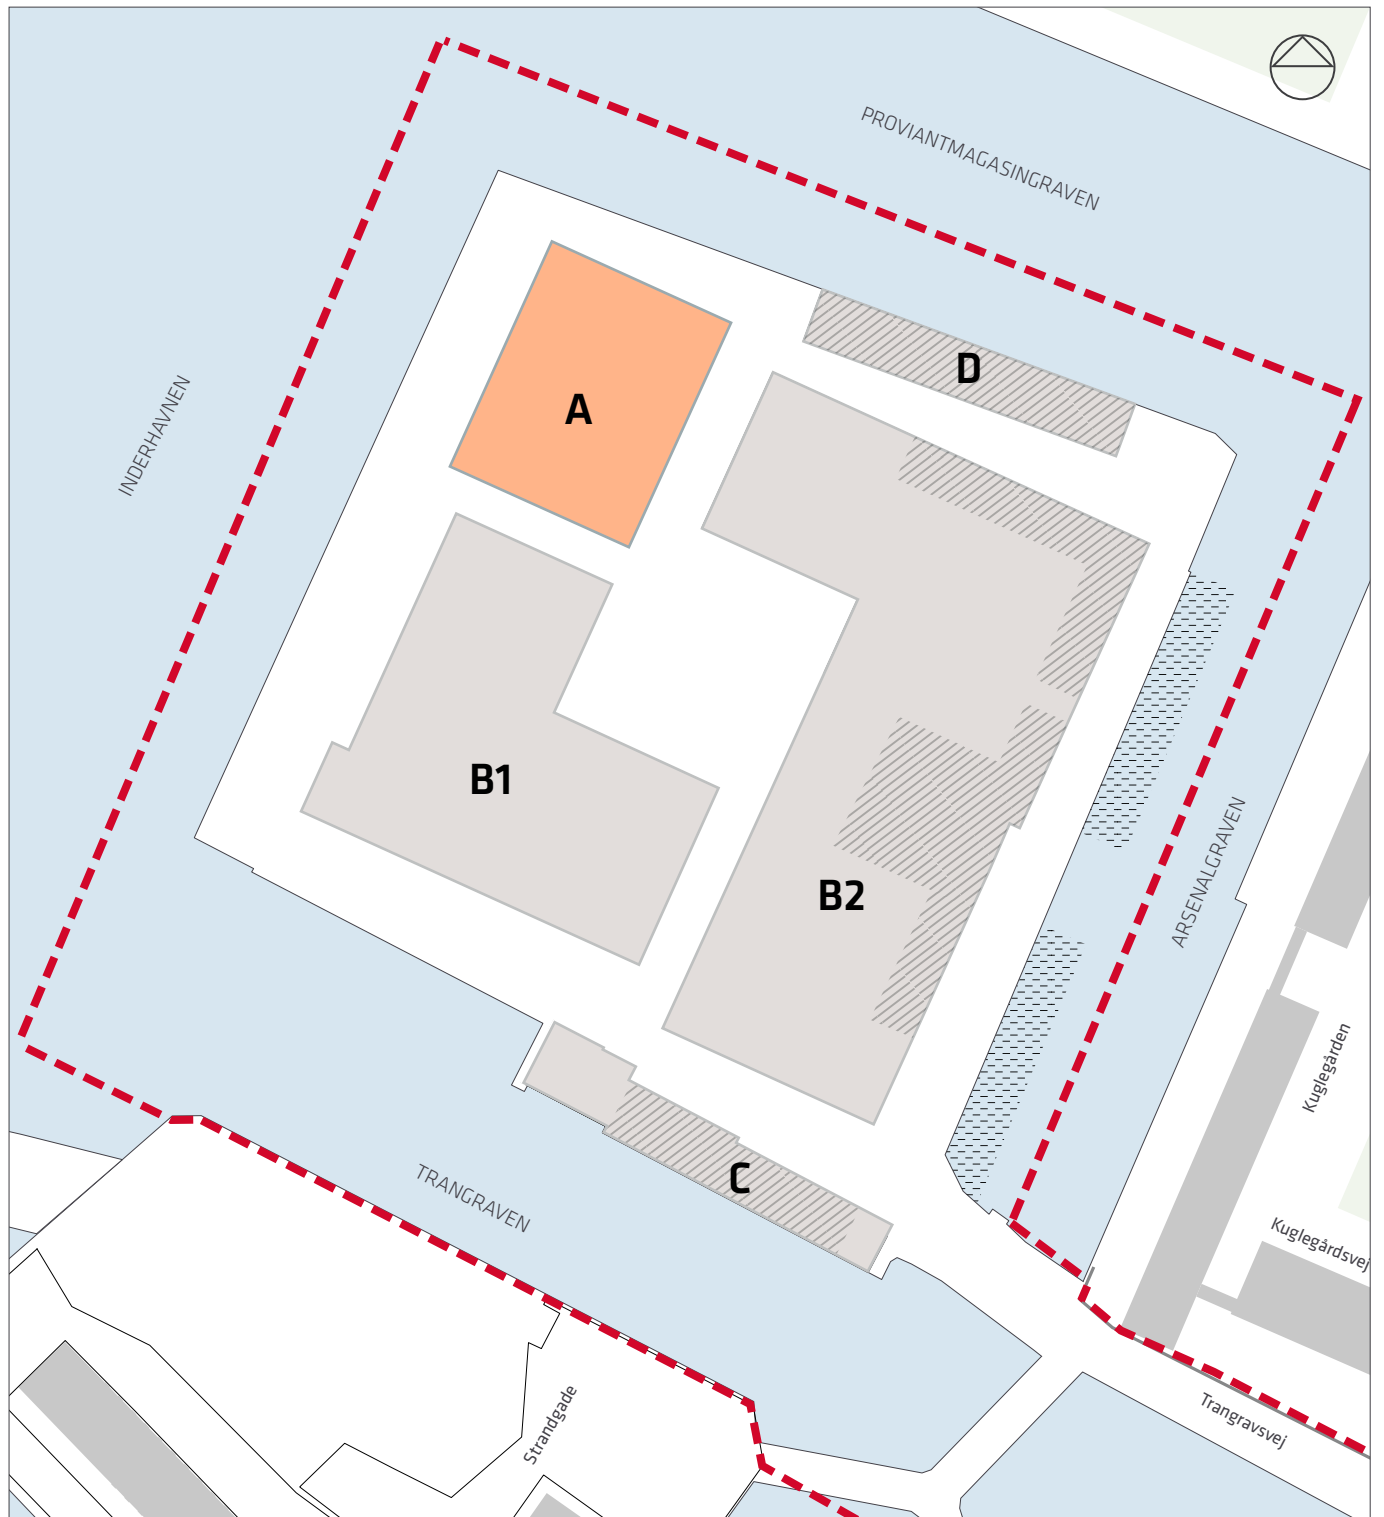 PROVIANTMAGASINGRAVEN
D
INDERHAVNEN
A
B1
B2
ARSENALGRAVEN
Kuglegården
C
TRANGRAVEN
Kuglegårdsvej
Strandgade
Trangravsvej